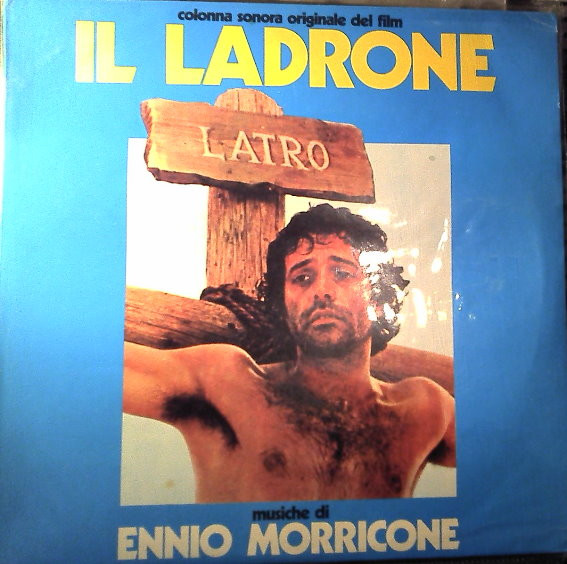 colonna sonora originale del film
IL LADRONE
LATRO
musiche di
ENNIO MORRICONE